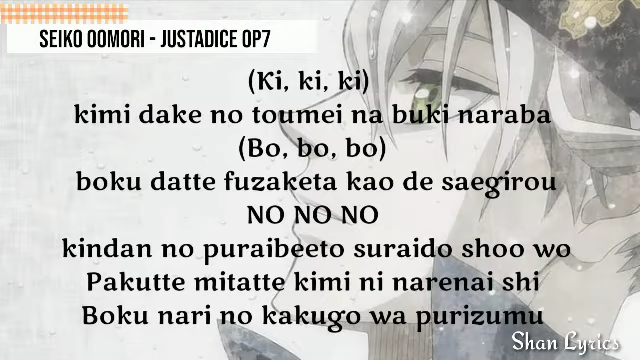 SEIKO OOMORI - JUSTADICE OP7
(Ki, ki, ki)
kimi dake no toumei na buki naraba
(Bo, bo, bo)
boku datte fuzaketa kao de saegirou
NO NO NO
kindan no puraibeeto suraido shoo wo
Pakutte mitatte kimi ni narenai shi
Boku nari no kakugo wa purizumu
Shan Lyrics